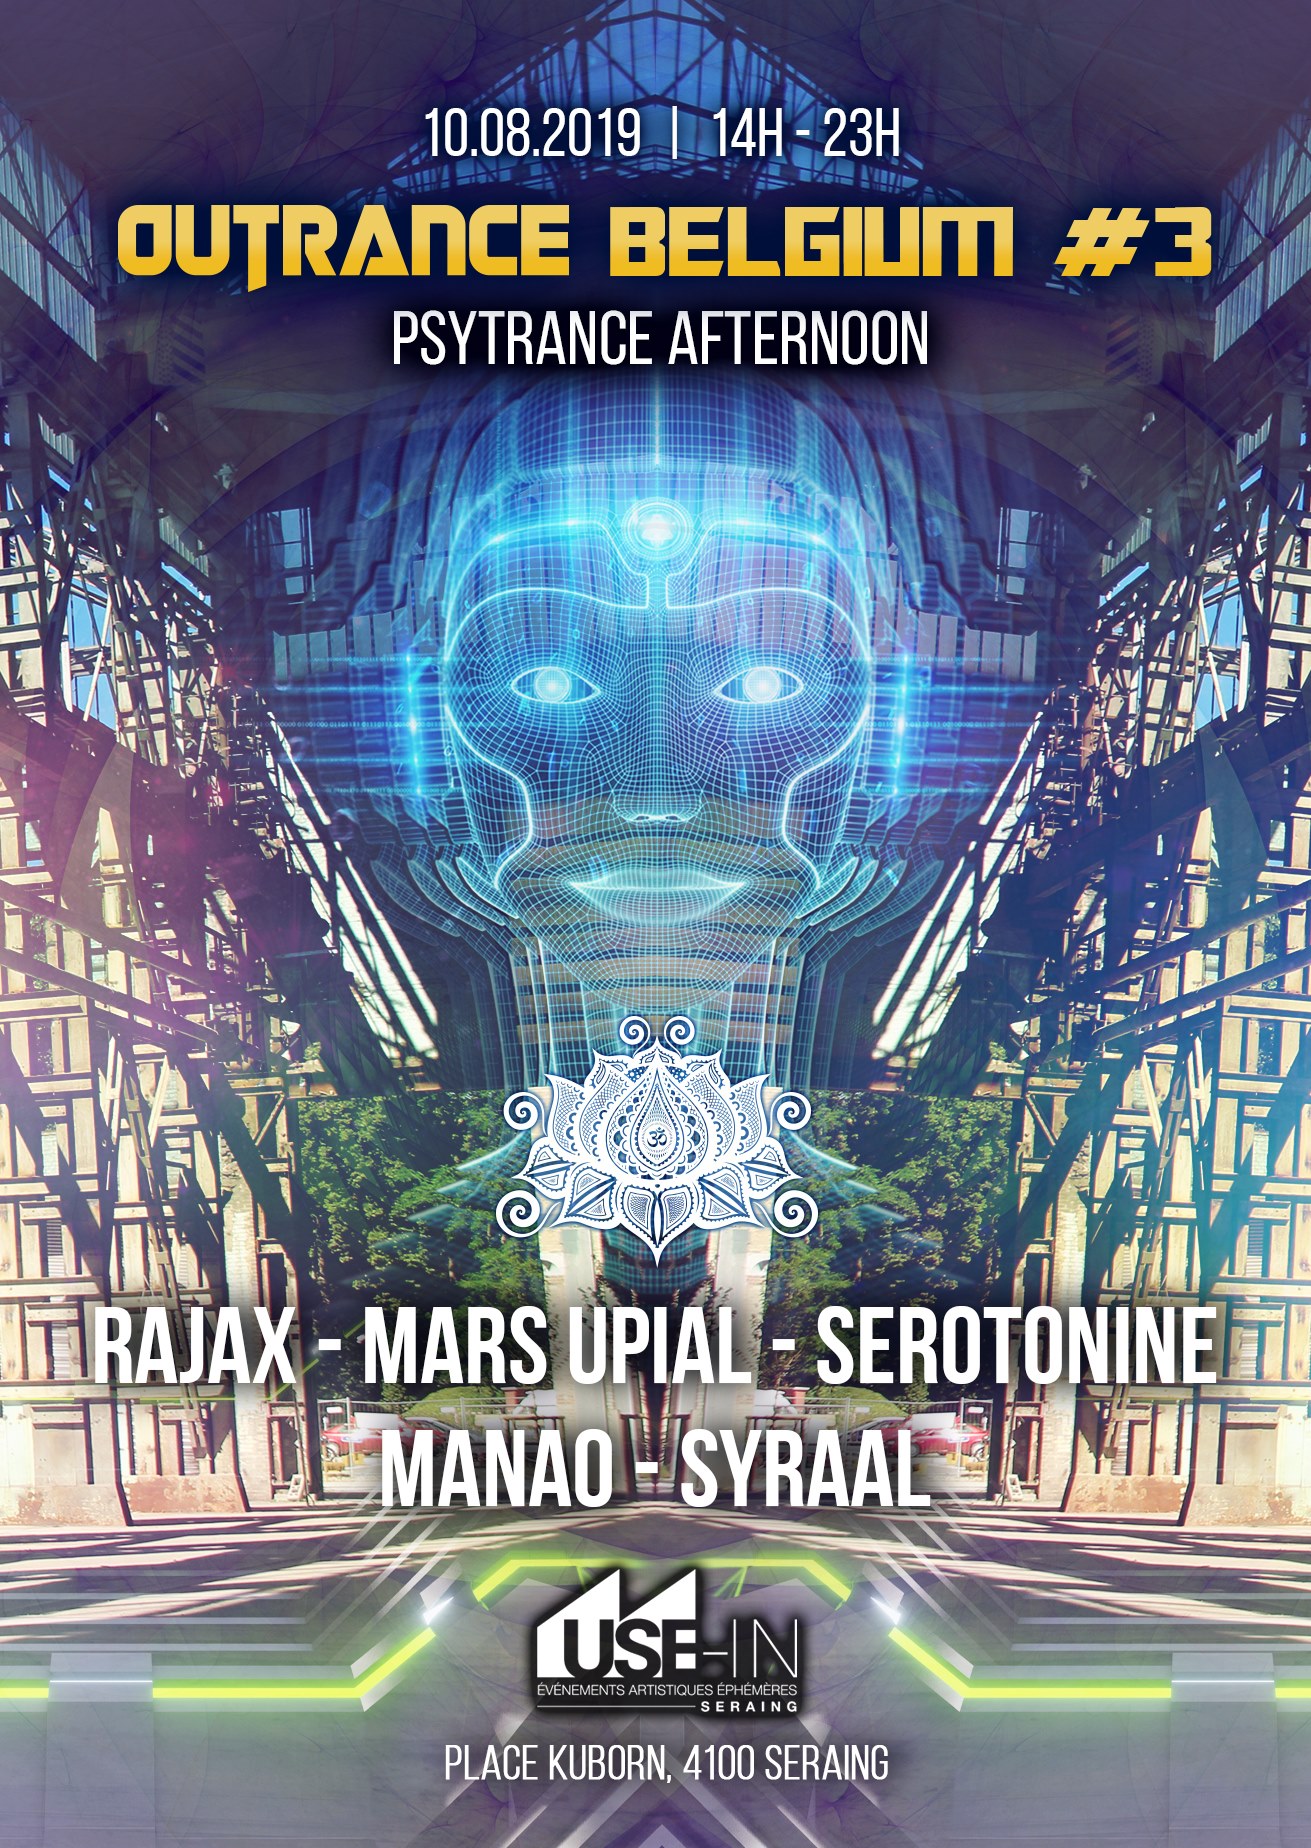 10.08.2019 | 14H - 23H
OUTRANCE BELGIUM #3
PSYTRANCE AFTERNOON
ॐ
RAJAX - MARS UPIAL - SEROTONINE
MANAO - SYRAAL
USE-IN
ÉVÉNEMENTS ARTISTIQUES ÉPHÉMÈRES
SERAING
PLACE KUBORN, 4100 SERAING